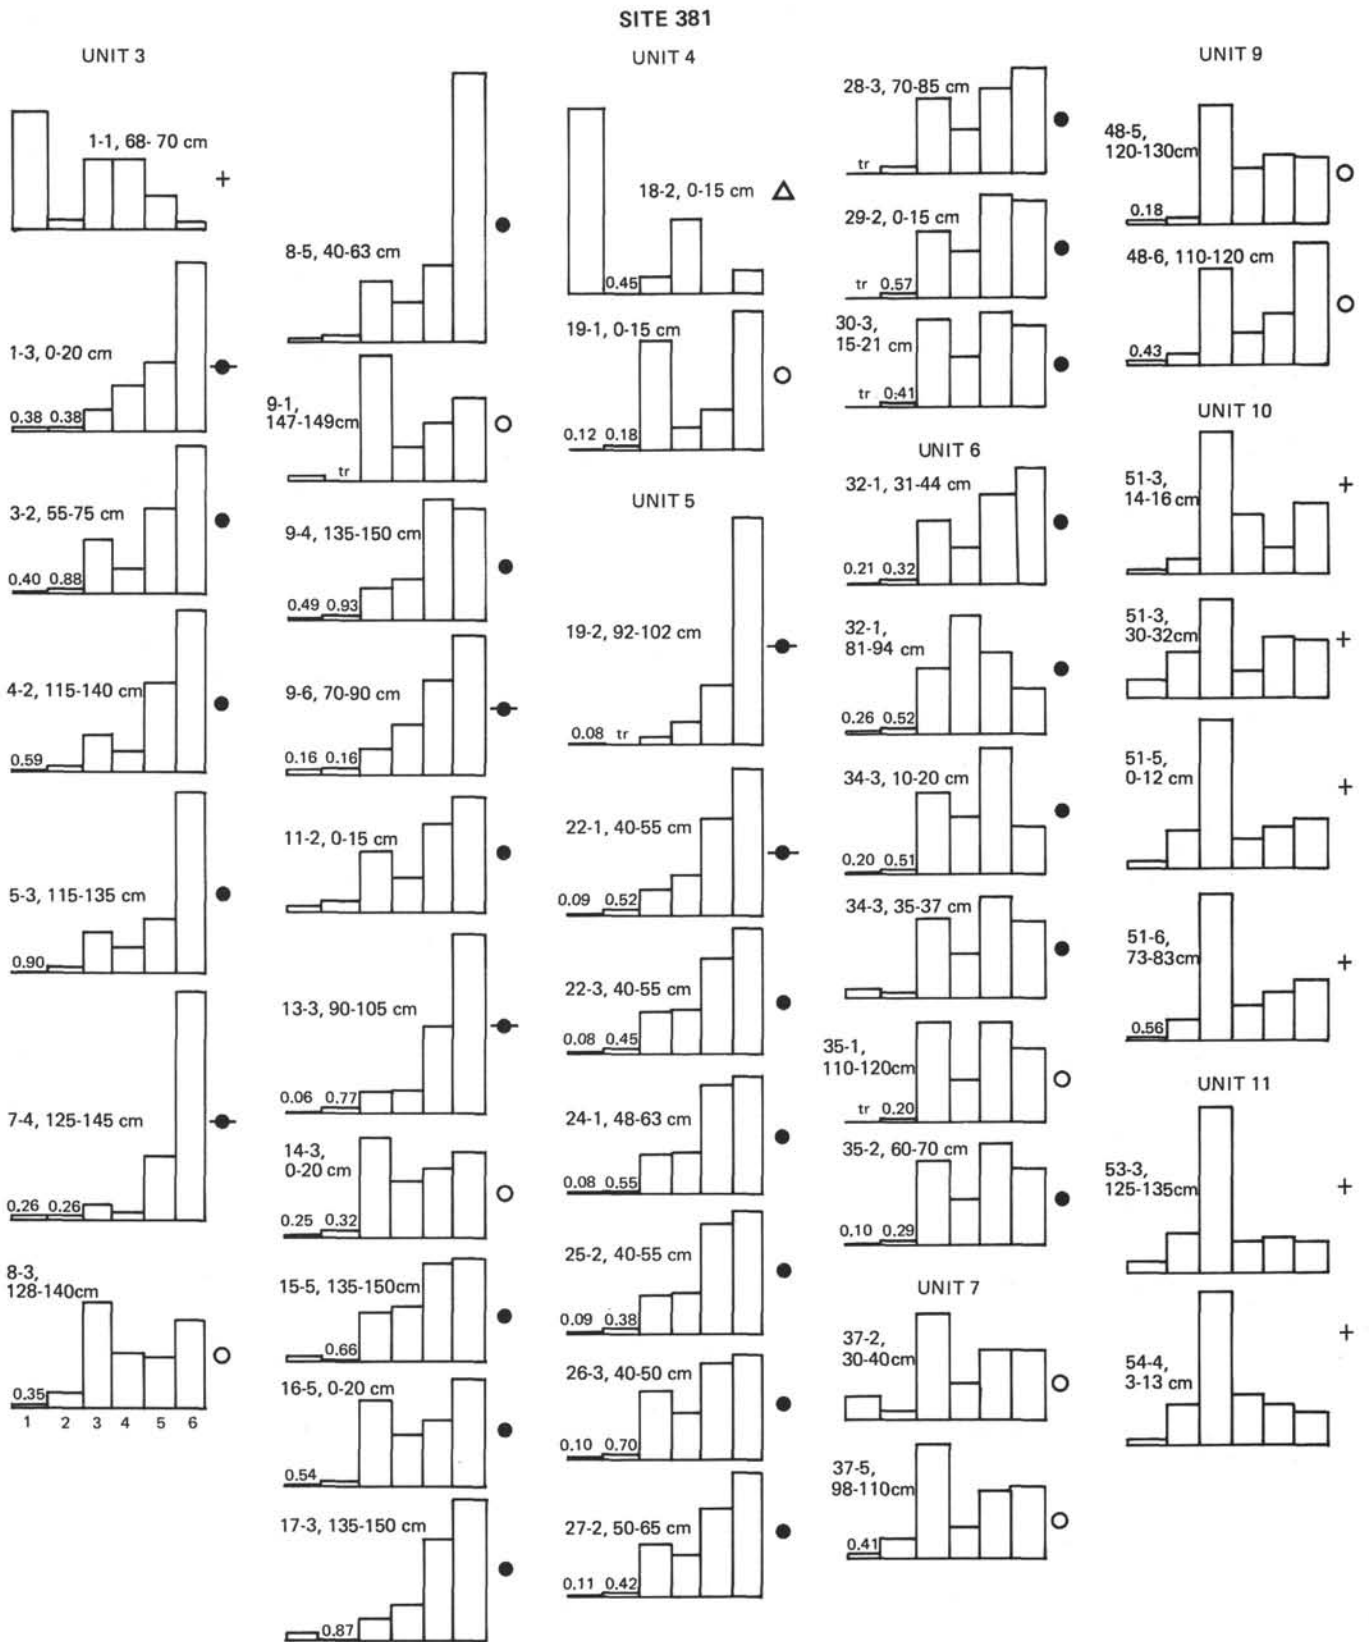 SITE 381
UNIT 3
1-1, 68- 70 cm
+
1-3, 0-20 cm
0.38 0.38
3-2, 55-75 cm
0.40 0.88
4-2, 115-140 cm
0.59
5-3, 115-135 cm
0.90
7-4, 125-145 cm
0.26 0.26
8-3,
128-140cm
0.35
1 2 3 4 5 6
8-5, 40-63 cm
9-1,
147-149cm
tr
9-4, 135-150 cm
0.49 0.93
9-6, 70-90 cm
0.16 0.16
11-2, 0-15 cm
13-3, 90-105 cm
0.06 0.77
14-3,
0-20 cm
0.25 0.32
15-5, 135-150cm
0.66
16-5, 0-20 cm
0.54
17-3, 135-150 cm
0.87
UNIT 4
18-2, 0-15 cm
0.45
19-1, 0-15 cm
0.12 0.18
UNIT 5
19-2, 92-102 cm
0.08 tr
22-1, 40-55 cm
0.09 0.52
22-3, 40-55 cm
0.08 0.45
24-1, 48-63 cm
0.08 0.55
25-2, 40-55 cm
0.09 0.38
26-3, 40-50 cm
0.10 0.70
27-2, 50-65 cm
0.11 0.42
28-3, 70-85 cm
tr
29-2, 0-15 cm
tr 0.57
30-3,
15-21 cm
tr 0.41
UNIT 6
32-1, 31-44 cm
0.21 0.32
32-1,
81-94 cm
0.26 0.52
34-3, 10-20 cm
0.20 0.51
34-3, 35-37 cm
35-1,
110-120cm
tr 0.20
35-2, 60-70 cm
0.10 0.29
UNIT 7
37-2,
30-40cm
37-5,
98-110cm
0.41
UNIT 9
48-5,
120-130cm
0.18
48-6, 110-120 cm
0.43
UNIT 10
51-3,
14-16 cm
+
51-3,
30-32cm
+
51-5,
0-12 cm
+
51-6,
73-83cm
+
0.56
UNIT 11
53-3,
125-135cm
+
54-4,
3-13 cm
+